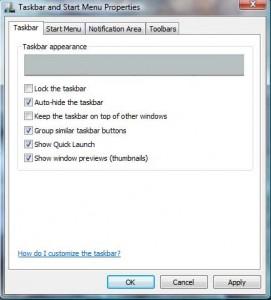 Taskbar and Start Menu Properties
Taskbar Start Menu Notification Area Toolbars
Taskbar appearance
Lock the taskbar
Auto-hide the taskbar
Keep the taskbar on top of other windows
Group similar taskbar buttons
Show Quick Launch
Show window previews (thumbnails)
How do I customize the taskbar?
OK Cancel Apply